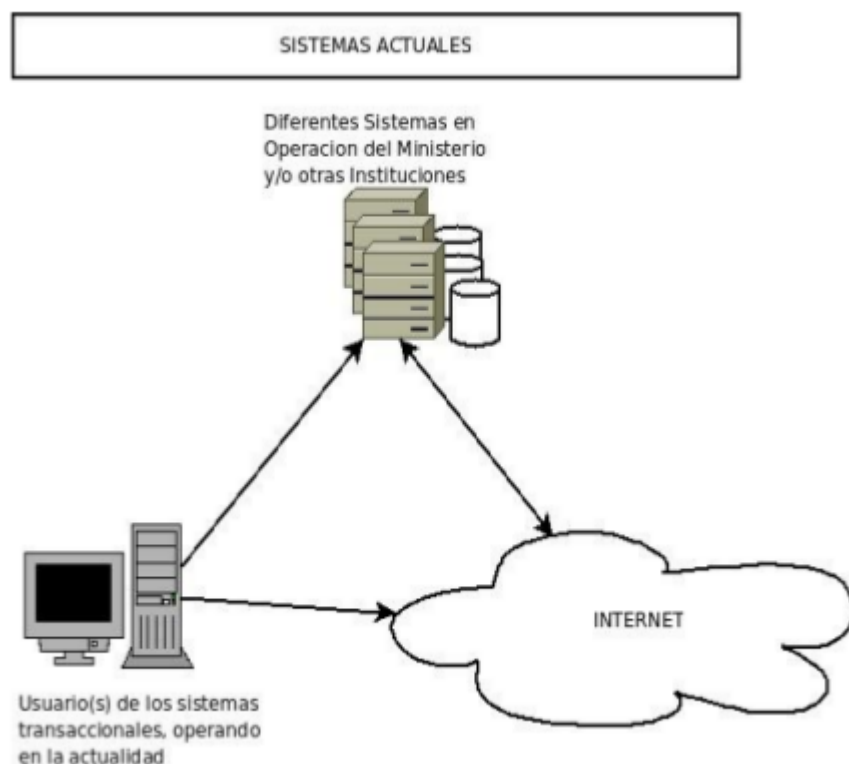 SISTEMAS ACTUALES
Diferentes Sistemas en
Operacion del Ministerio
y/o otras Instituciones
INTERNET
Usuario(s) de los sistemas
transaccionales, operando
en la actualidad